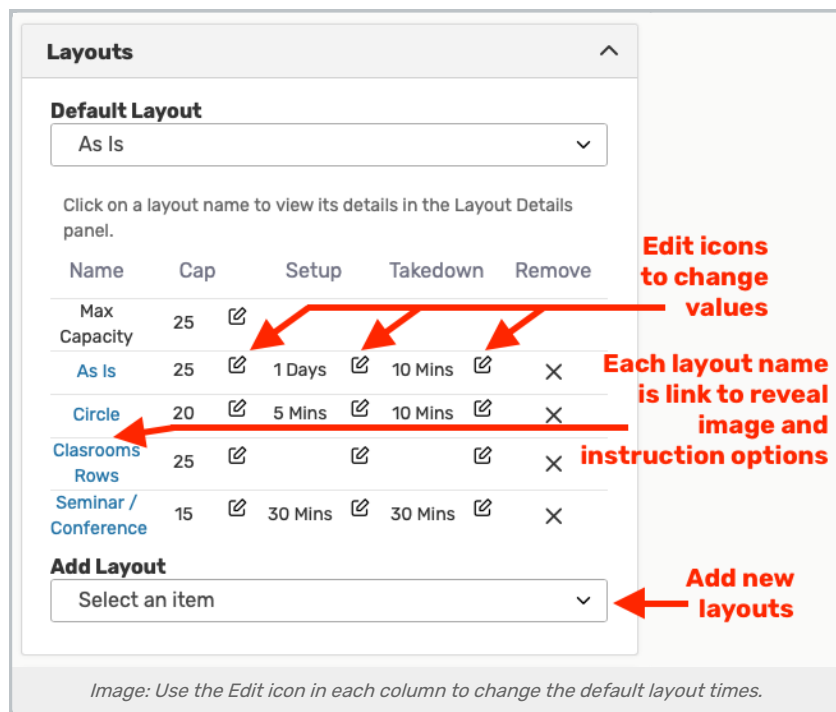 Layouts
Default Layout
As Is
Click on a layout name to view its details in the Layout Details
panel.
Name Cap Setup Takedown Remove
Max
Capacity 25
As Is 25 1 Days 10 Mins
Circle 20 5 Mins 10 Mins
Clasrooms
Rows 25
Seminar /
Conference 15 30 Mins 30 Mins
Add Layout
Select an item
Edit icons
to change
values
Each layout name
is link to reveal
image and
instruction options
Add new
layouts
Image: Use the Edit icon in each column to change the default layout times.